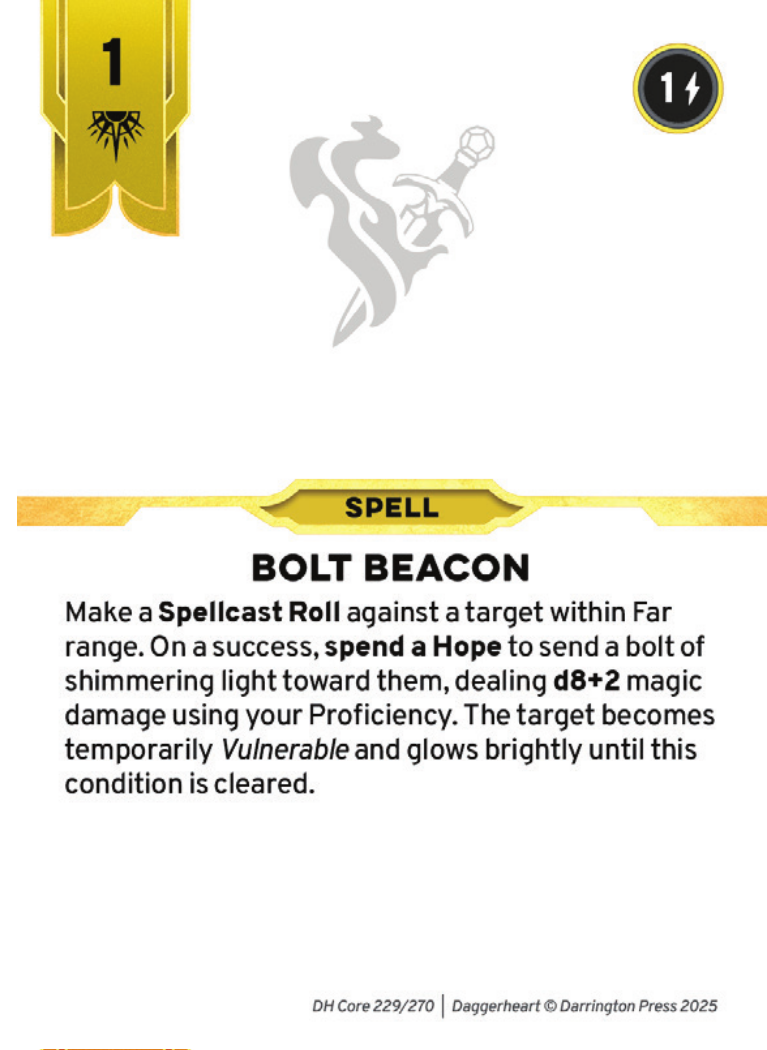 1
1
SPELL
BOLT BEACON
Make a Spellcast Roll against a target within Far
range. On a success, spend a Hope to send a bolt of
shimmering light toward them, dealing d8+2 magic
damage using your Proficiency. The target becomes
temporarily Vulnerable and glows brightly until this
condition is cleared.
DH Core 229/270 | Daggerheart © Darrington Press 2025